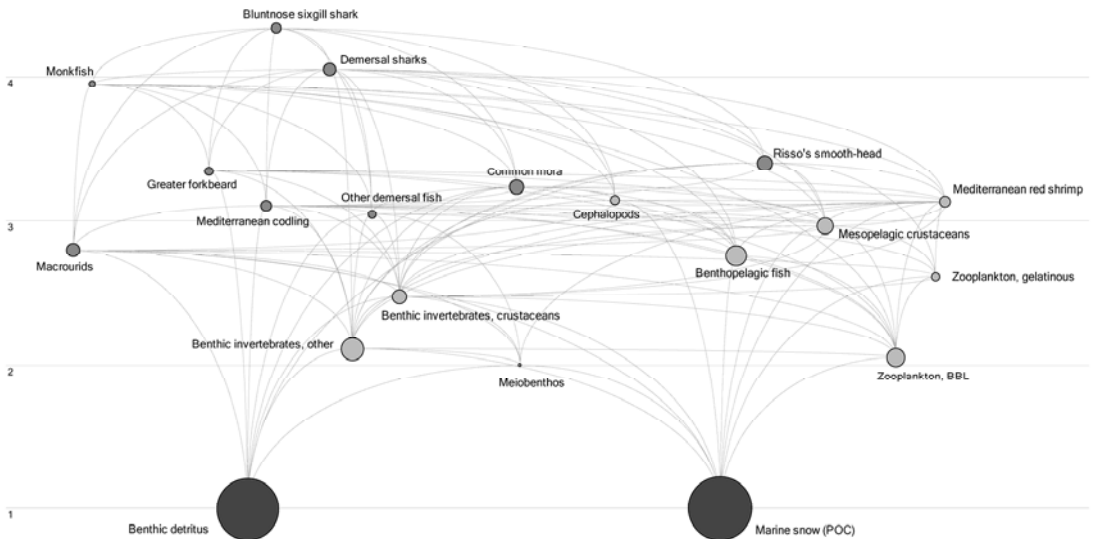 Bluntnose sixgill shark
Demersal sharks
Monkfish
4
Risso's smooth-head
Common mora
Greater forkbeard
Mediterranean red shrimp
Other demersal fish
Cephalopods
Mediterranean codling
3
Mesopelagic crustaceans
Macrourids
Benthopelagic fish
Zooplankton, gelatinous
Benthic invertebrates, crustaceans
Benthic invertebrates, other
2
Meiobenthos
Zooplankton, BBL
1
Benthic detritus
Marine snow (POC)